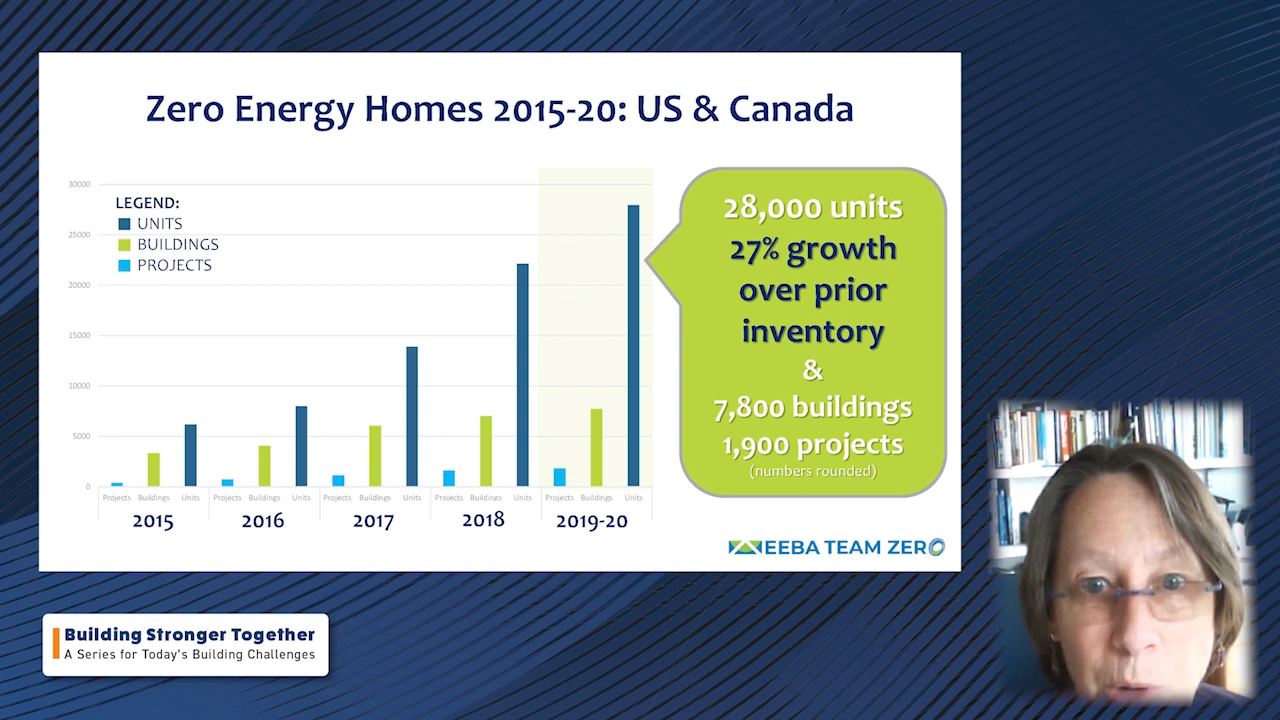 Zero Energy Homes 2015-20: US & Canada
30000
25000
20000
15000
10000
5000
0
LEGEND:
UNITS
BUILDINGS
PROJECTS
Projects Buildings Units Projects Buildings Units Projects Buildings Units Projects Buildings Units Projects Buildings Units
2015 2016 2017 2018 2019-20
28,000 units
27% growth
over prior
inventory
&
7,800 buildings
1,900 projects
(numbers rounded)
EEBA TEAM ZERO
Building Stronger Together
A Series for Today's Building Challenges